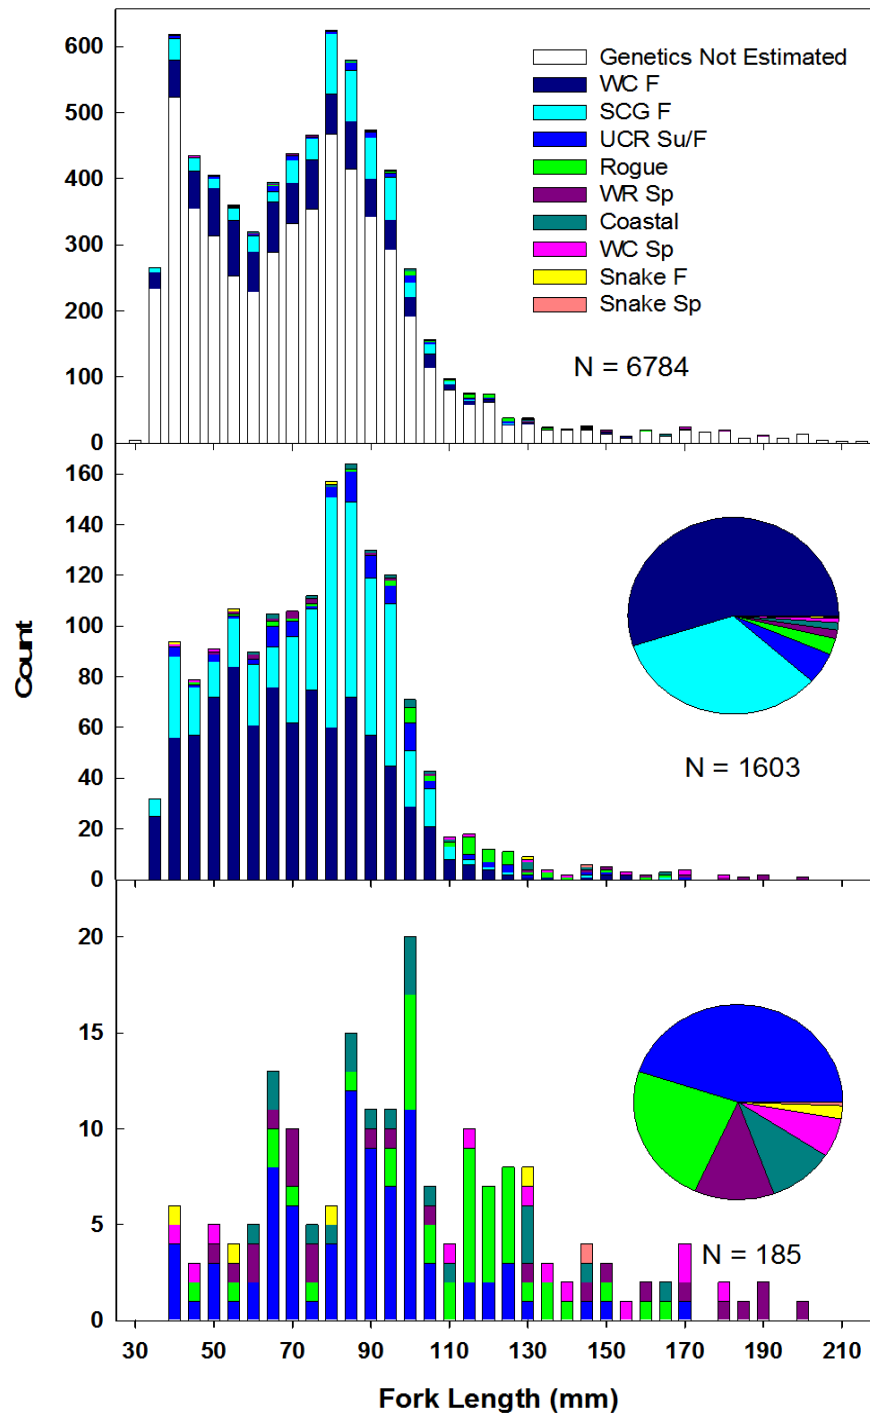 600
500
400
300
200
100
0
Genetics Not Estimated
WC F
SCG F
UCR Su/F
Rogue
WR Sp
Coastal
WC Sp
Snake F
Snake Sp
N = 6784
160
140
120
100
80
60
40
20
0
N = 1603
Count
20
15
10
5
0
N = 185
30 50 70 90 110 130 150 170 190 210
Fork Length (mm)